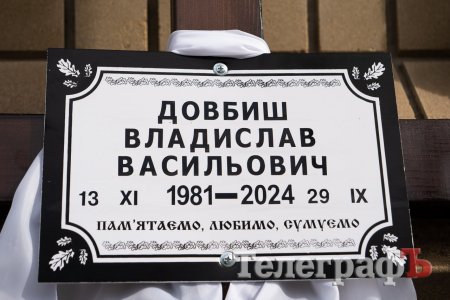 ДОВБИШ
ВЛАДИСЛАВ
ВАСИЛЬОВИЧ
13 XI 1981—2024 29 IX
ПАМ'ЯТАЄМО, ЛЮБИМО, СУМУЄМО
ТелеграфЪ